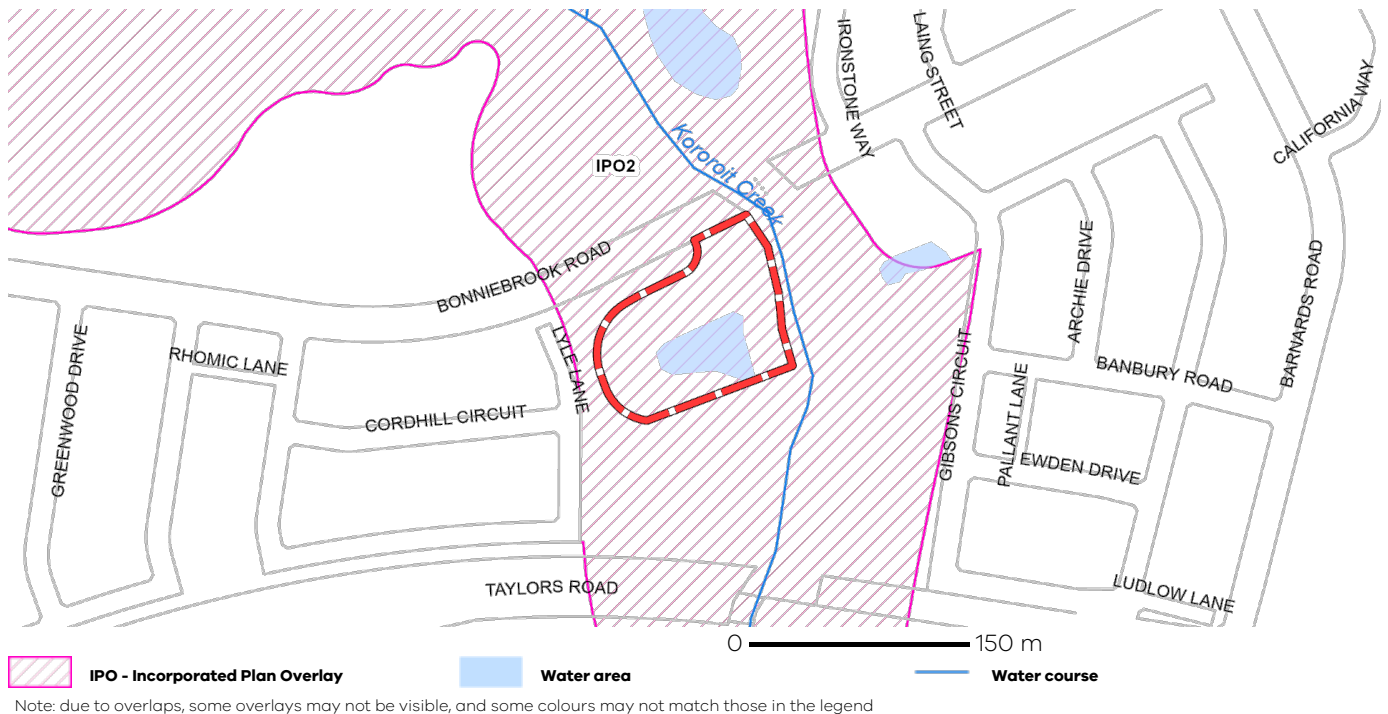 IRONSTONE WAY
LAING STREET
CALIFORNIA WAY
Kororoit Creek
IPO2
BONNIEBROOK ROAD
ARCHIE DRIVE
BARNARDS ROAD
GREENWOOD DRIVE
RHOMIC LANE
LYLE LANE
CORDHILL CIRCUIT
GIBSONS CIRCUIT
PALLANT LANE
BANBURY ROAD
EWDEN DRIVE
TAYLORS ROAD
LUDLOW LANE
0 150 m
IPO - Incorporated Plan Overlay Water area Water course
Note: due to overlaps, some overlays may not be visible, and some colours may not match those in the legend